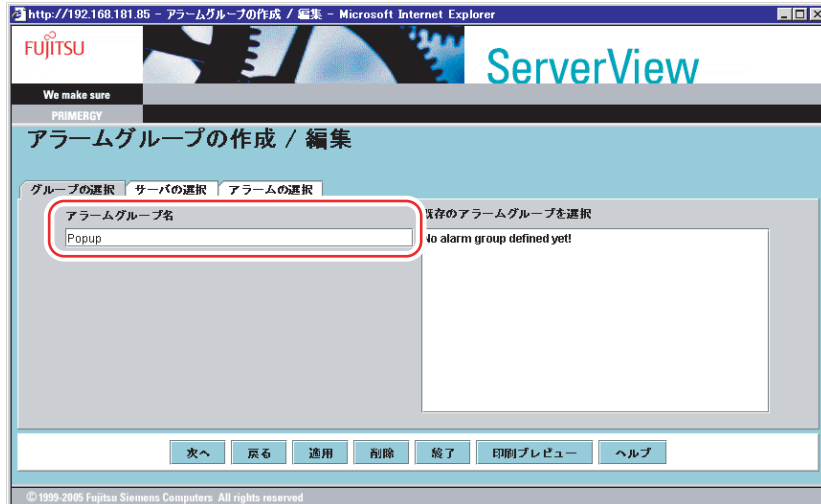 http://192.168.181.85 - アラームグループの作成 / 編集 - Microsoft Internet Explorer
FUJITSU
ServerView
We make sure
PRIMERGY
アラームグループの作成 / 編集
グループの選択 サーバの選択 アラームの選択
アラームグループ名
既存のアラームグループを選択
Popup
No alarm group defined yet!
次へ 戻る 適用 削除 終了 印刷プレビュー ヘルプ
© 1999-2005 Fujitsu Siemens Computers All rights reserved